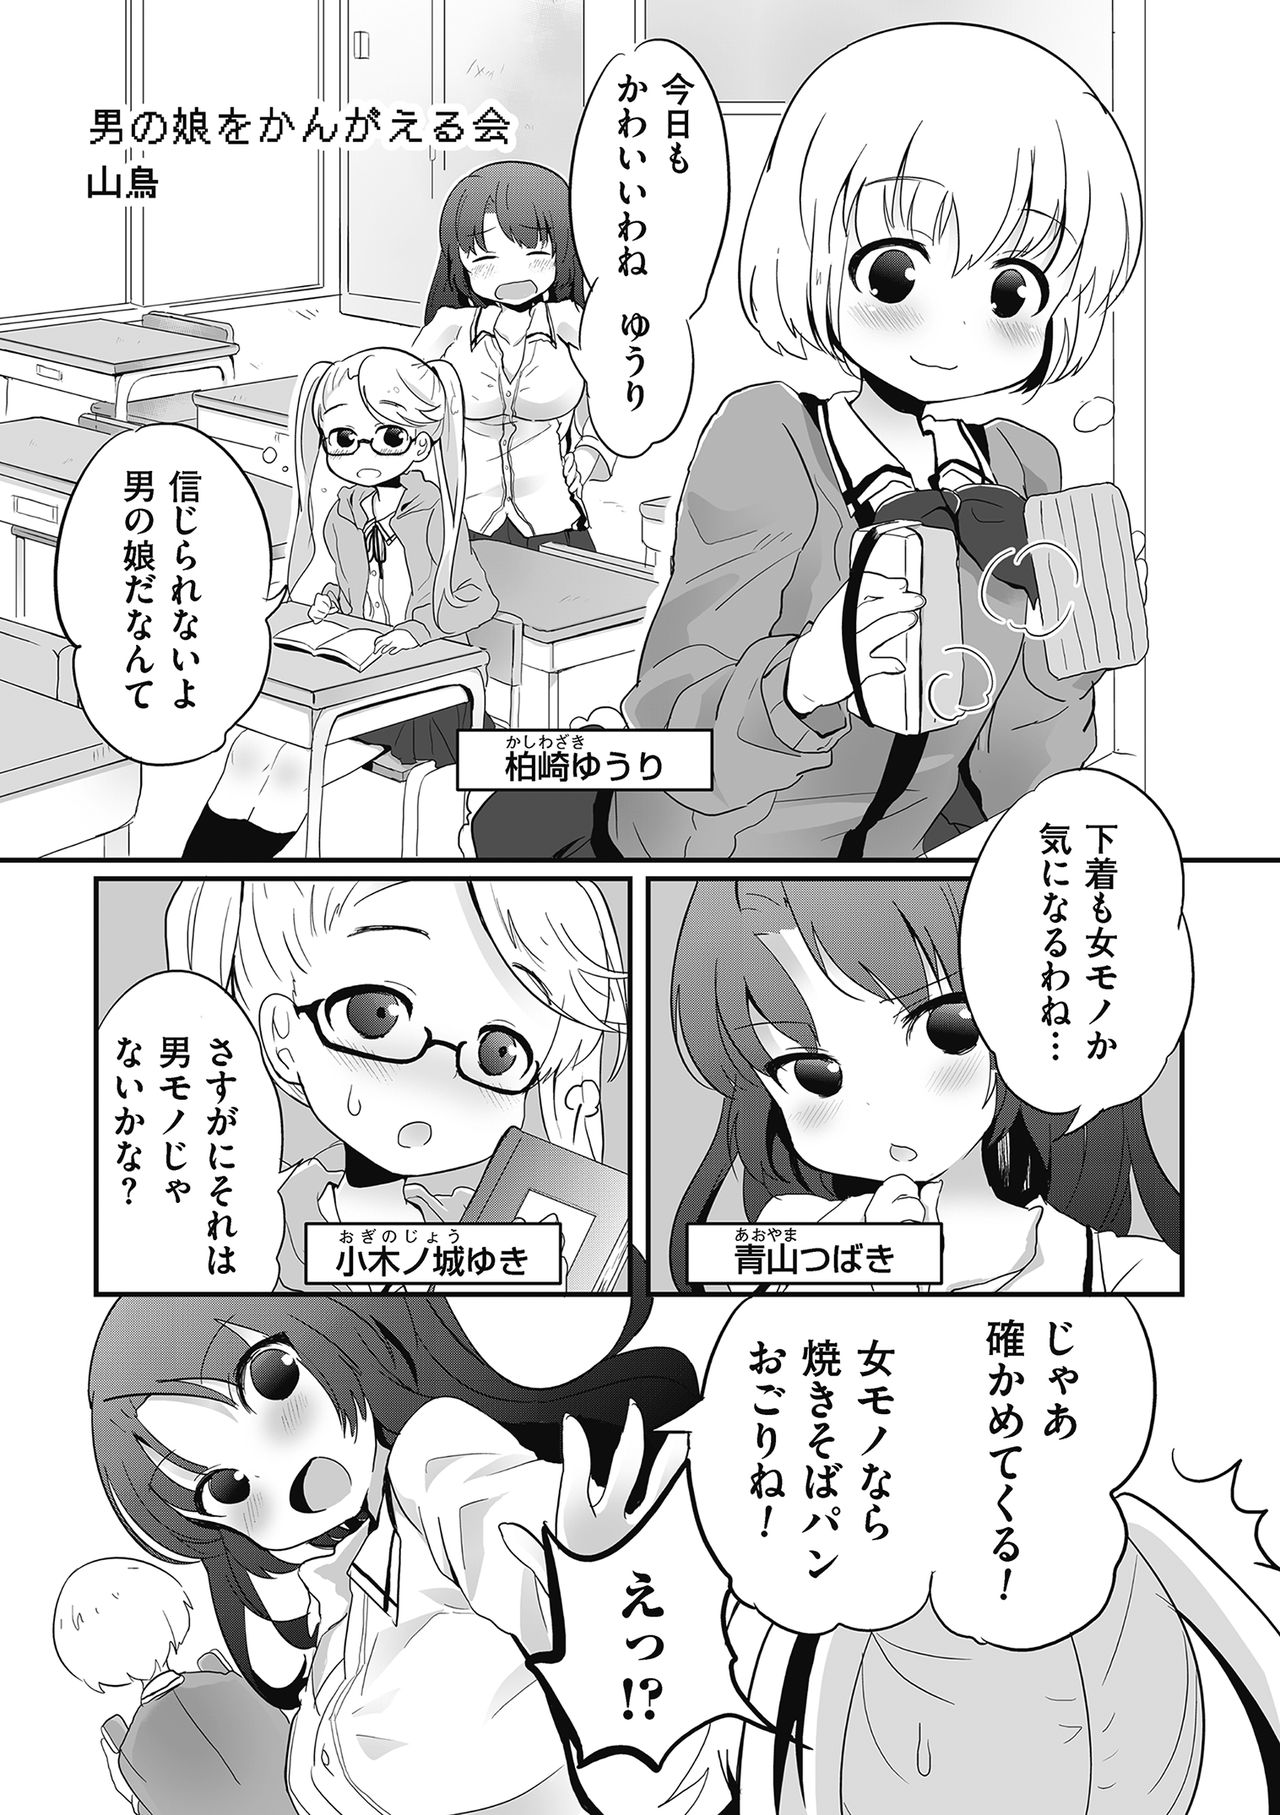 男の娘をかんがえる会
山鳥
今日も
かわいいわね ゆうり
信じられないよ
男の娘だなんて
かしわざき
柏崎ゆうり
下着も女モノか
気になるわね…
あおやま
青山つばき
さすがにそれは
男モノじゃ
ないかな？
おぎのじょう
小木ノ城ゆき
じゃあ
確かめてくる！
女モノなら
焼きそばパン
おごりね！
えっ!?